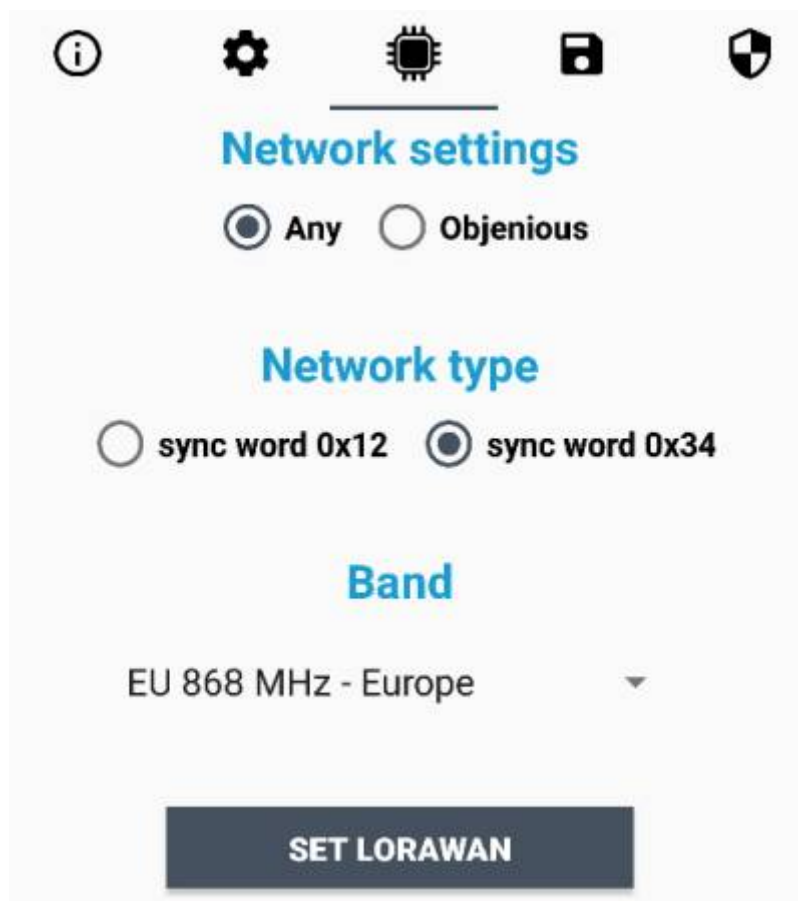 Network settings
Any Objenious
Network type
sync word 0x12 sync word 0x34
Band
EU 868 MHz - Europe
SET LORAWAN